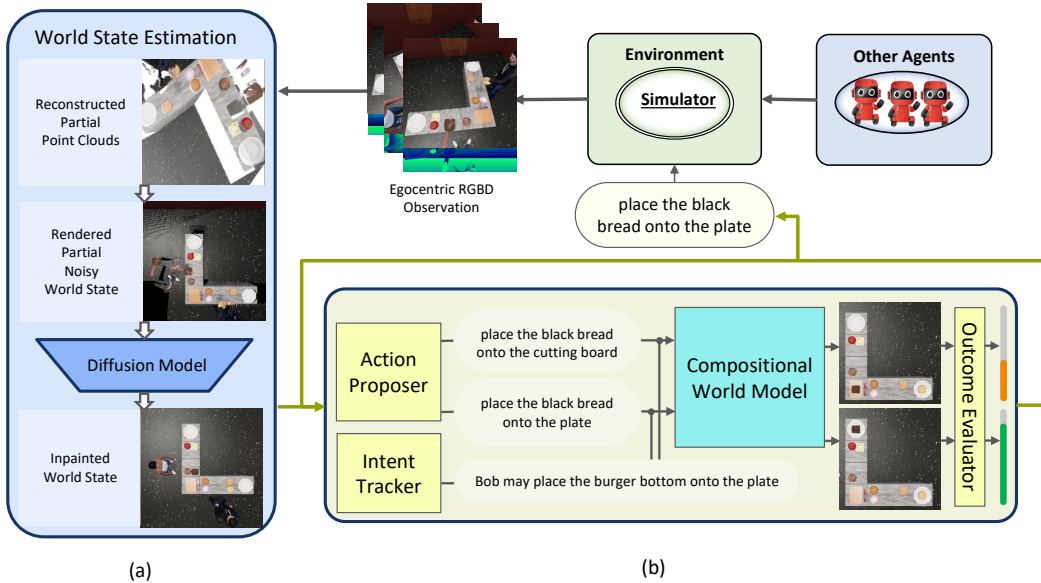 World State Estimation
Reconstructed
Partial
Point Clouds
Rendered
Partial
Noisy
World State
Diffusion Model
Inpainted
World State
(a)
Egocentric RGBD
Observation
Environment
Simulator
Other Agents
place the black
bread onto the plate
Action
Proposer
Intent
Tracker
place the black bread
onto the cutting board
place the black bread
onto the plate
Bob may place the burger bottom onto the plate
Compositional
World Model
Outcome Evaluator
(b)